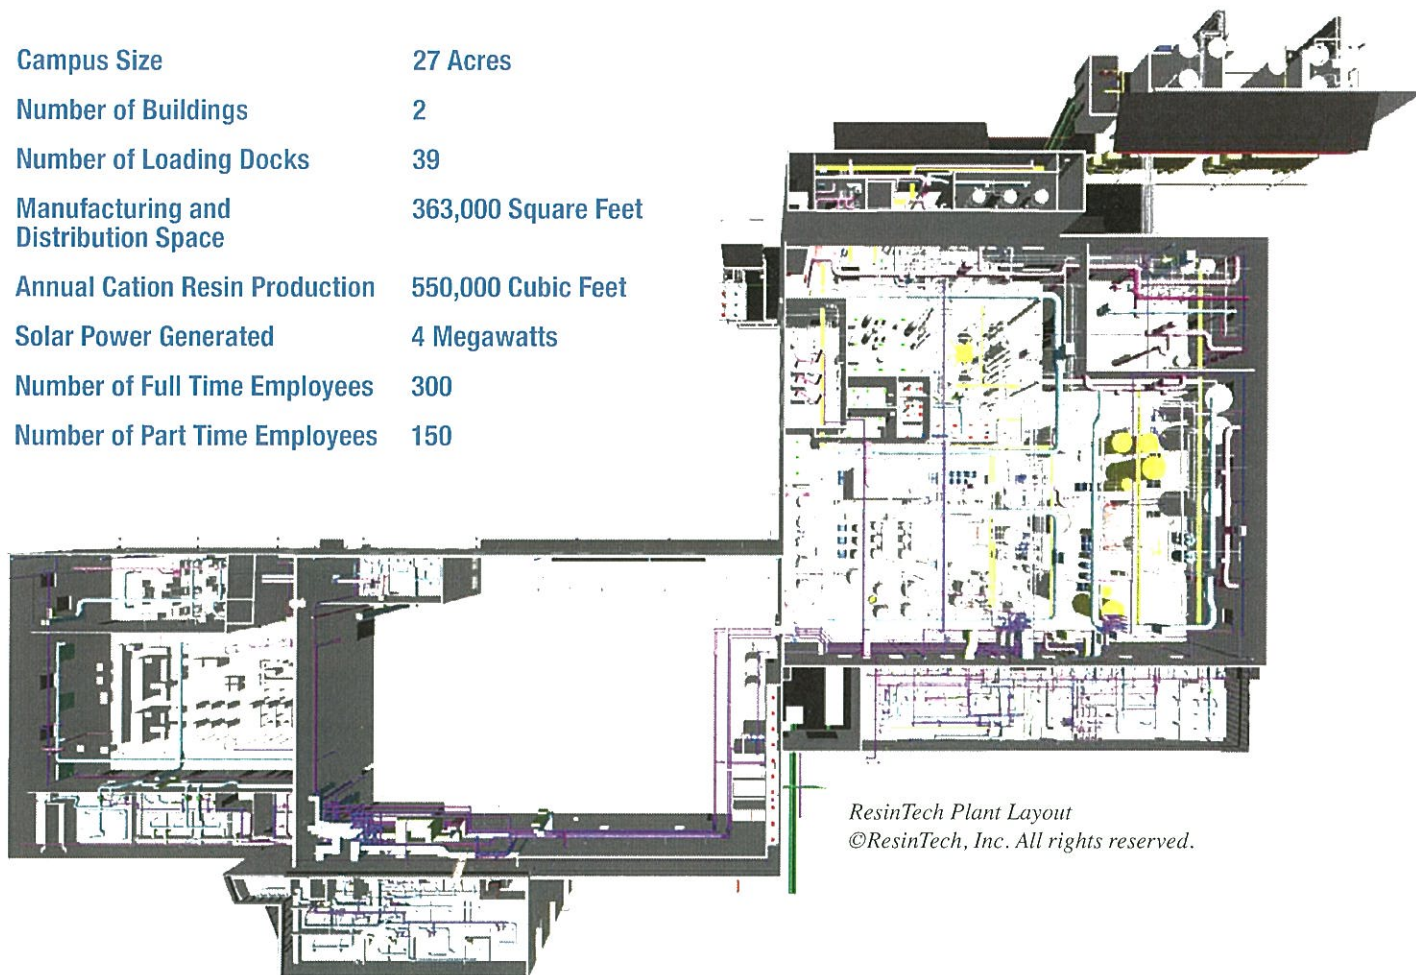 Campus Size 27 Acres
Number of Buildings 2
Number of Loading Docks 39
Manufacturing and 363,000 Square Feet
Distribution Space
Annual Cation Resin Production 550,000 Cubic Feet
Solar Power Generated 4 Megawatts
Number of Full Time Employees 300
Number of Part Time Employees 150
ResinTech Plant Layout
©ResinTech, Inc. All rights reserved.